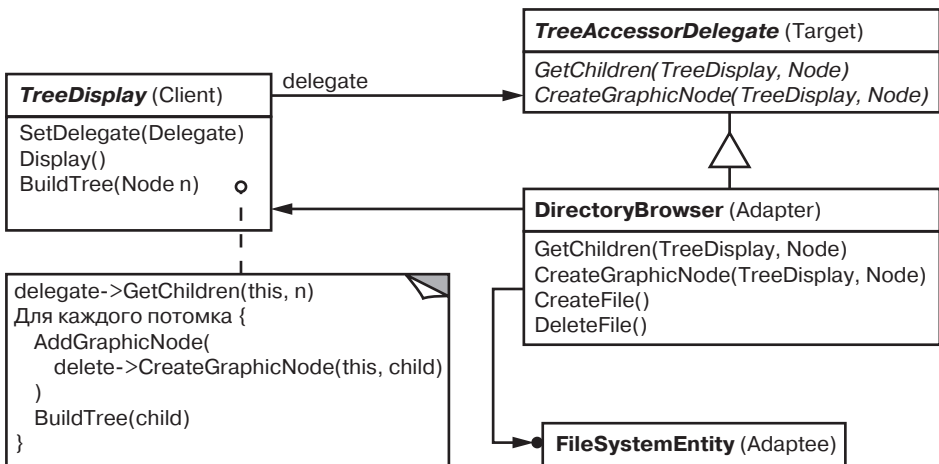 TreeAccessorDelegate (Target)
GetChildren(TreeDisplay, Node)
CreateGraphicNode(TreeDisplay, Node)
delegate
TreeDisplay (Client)
SetDelegate(Delegate)
Display()
BuildTree(Node n)
DirectoryBrowser (Adapter)
GetChildren(TreeDisplay, Node)
CreateGraphicNode(TreeDisplay, Node)
CreateFile()
DeleteFile()
delegate->GetChildren(this, n)
Для каждого потомка {
AddGraphicNode(
delete->CreateGraphicNode(this, child)
)
BuildTree(child)
}
FileSystemEntity (Adaptee)